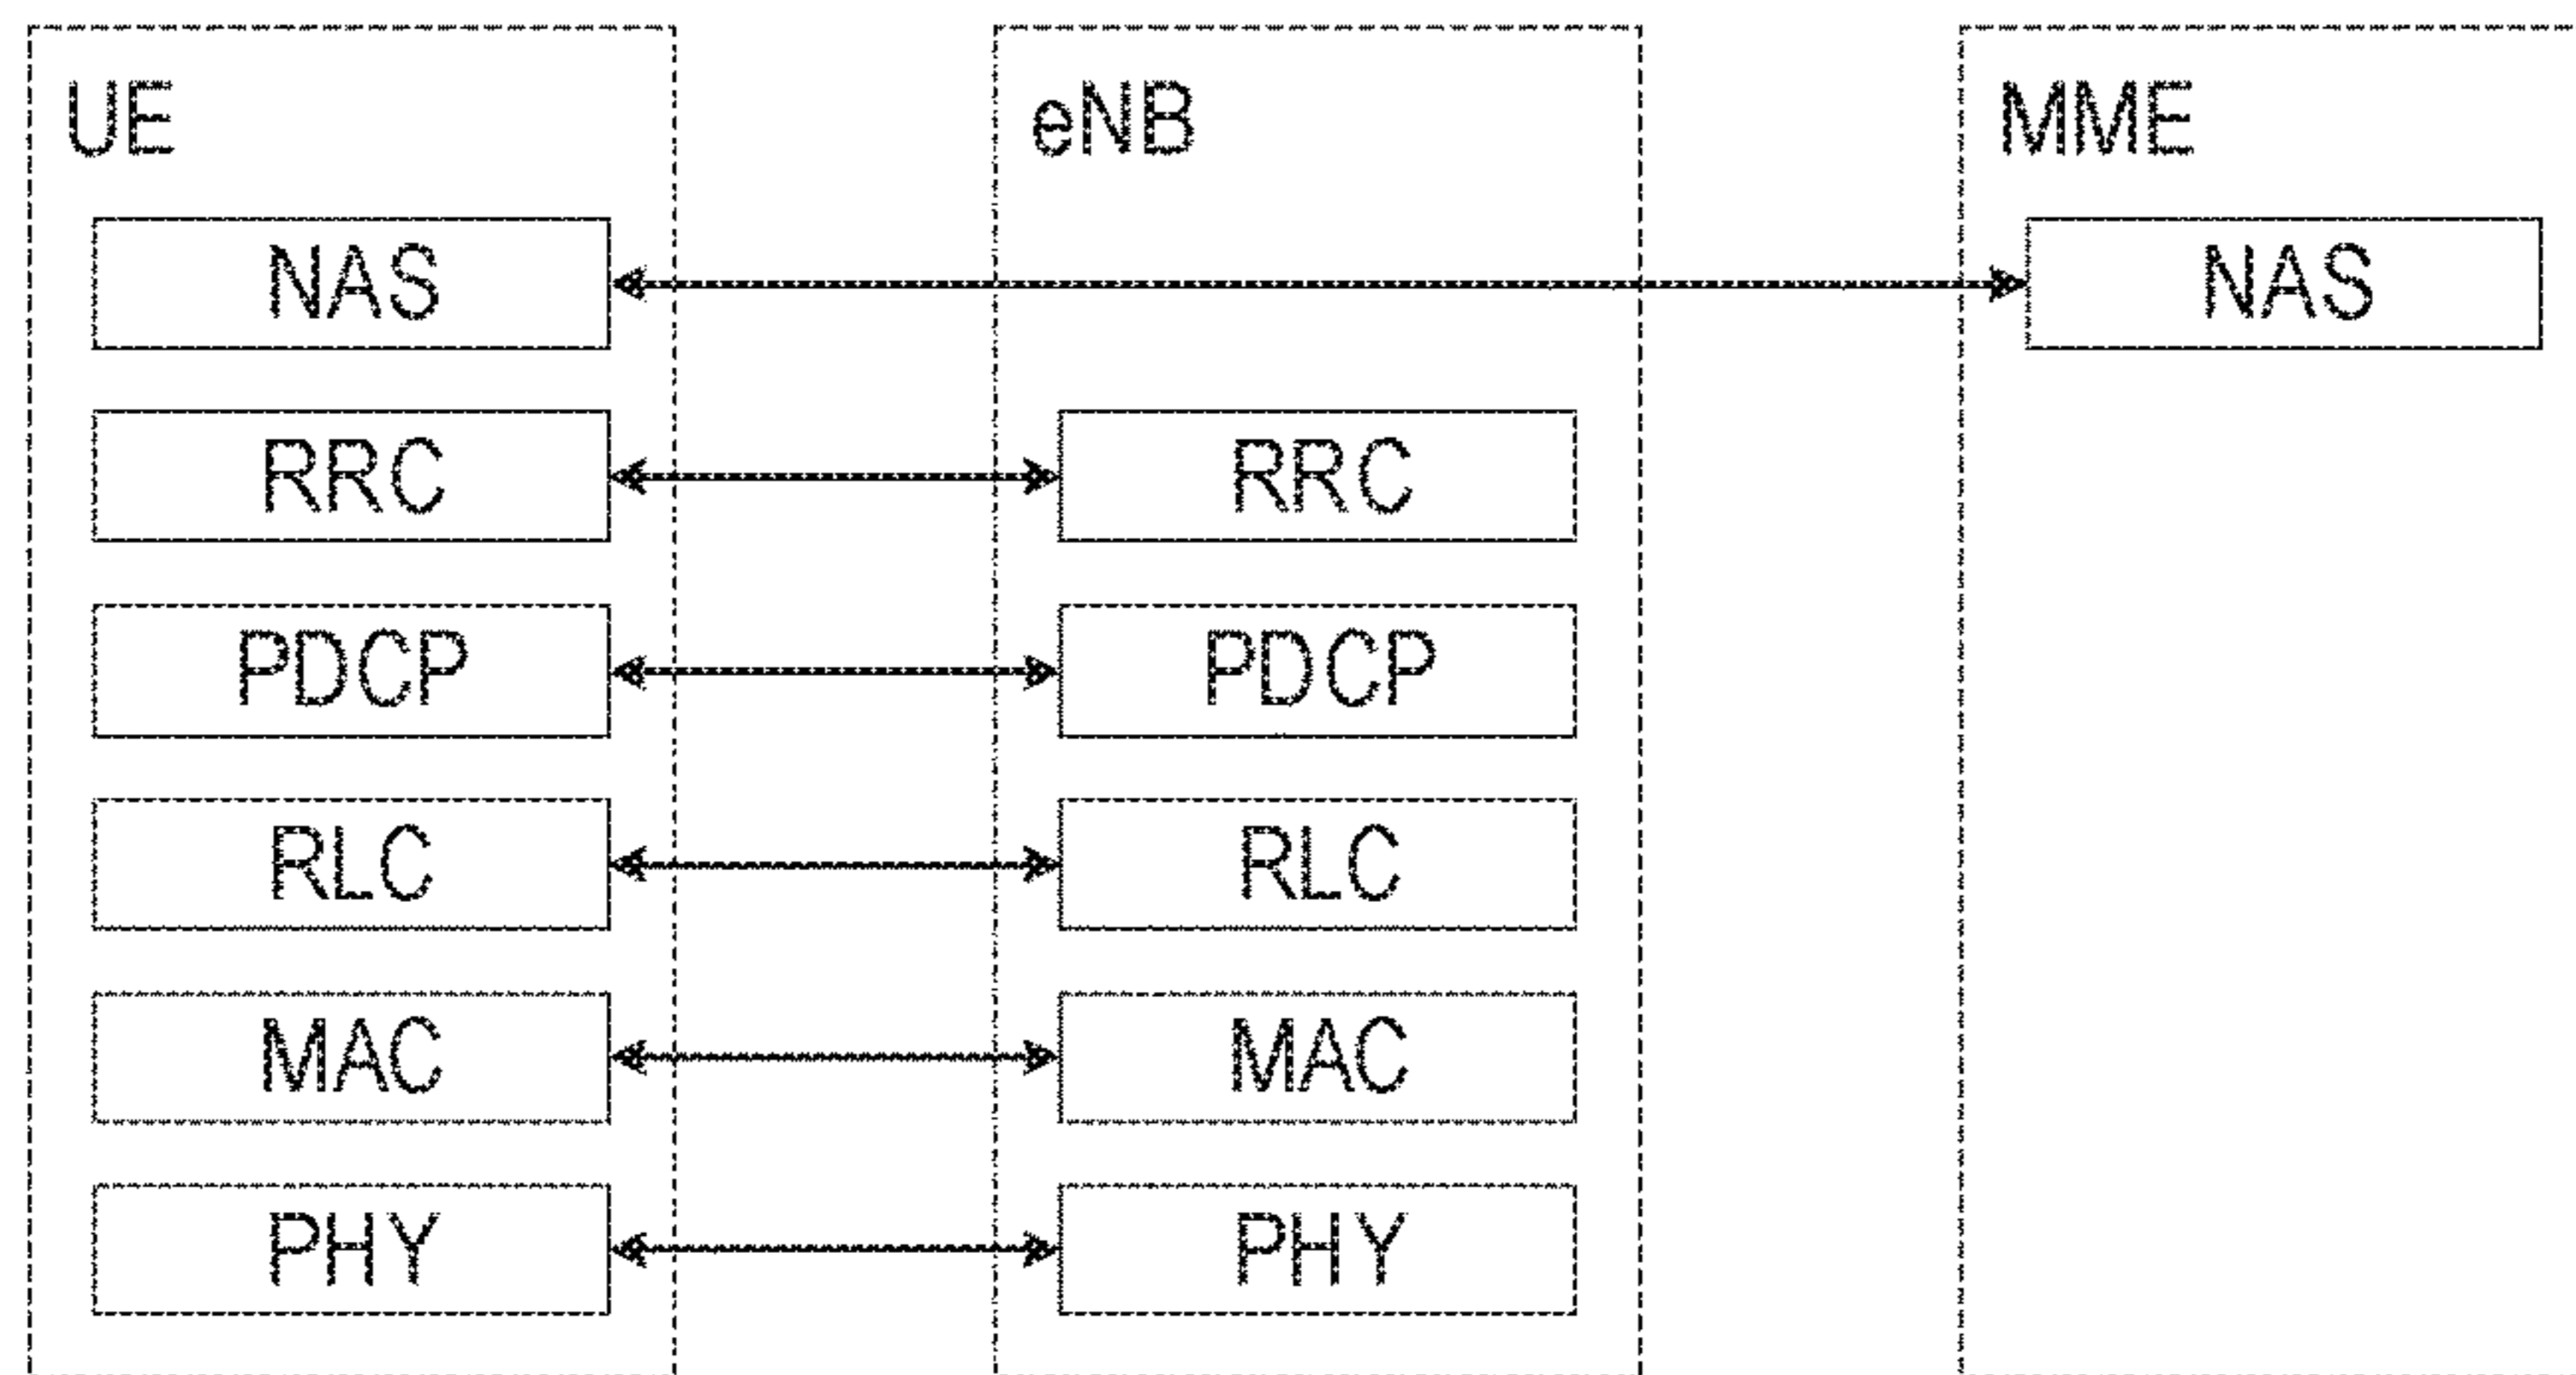 UE
eNB
MME
NAS
NAS
RRC
RRC
PDCP
PDCP
RLC
RLC
MAC
MAC
PHY
PHY